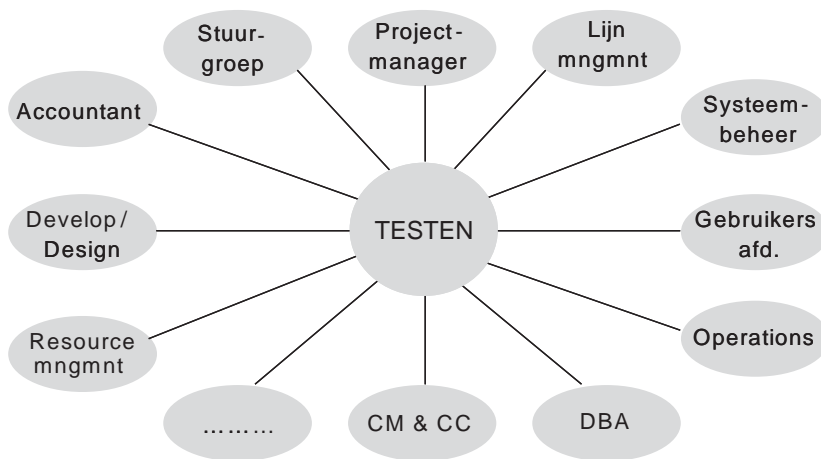 Stuur-
groep
Project-
manager
Lijn
mngmnt
Accountant
Systeem-
beheer
Develop/
Design
TESTEN
Gebruikers
afd.
Resource
mngmnt
Operations
………
CM & CC
DBA